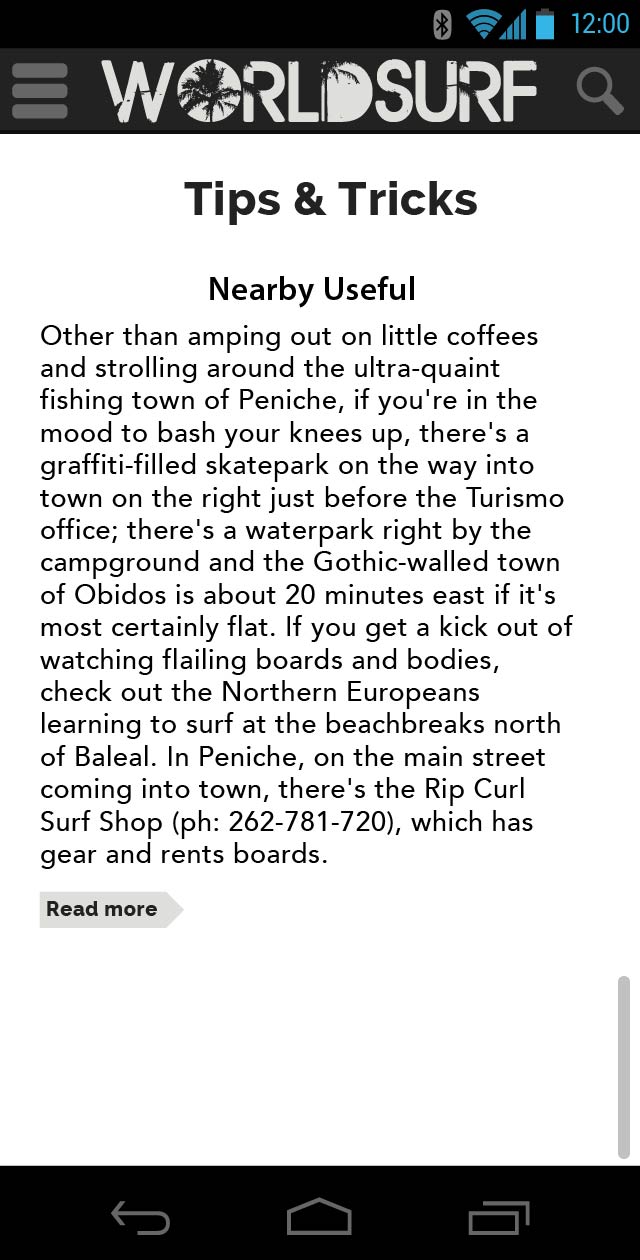 12:00
WORLDSURF
Tips & Tricks
Nearby Useful
Other than amping out on little coffees
and strolling around the ultra-quaint
fishing town of Peniche, if you're in the
mood to bash your knees up, there's a
graffiti-filled skatepark on the way into
town on the right just before the Turismo
office; there's a waterpark right by the
campground and the Gothic-walled town
of Obidos is about 20 minutes east if it's
most certainly flat. If you get a kick out of
watching flailing boards and bodies,
check out the Northern Europeans
learning to surf at the beachbreaks north
of Baleal. In Peniche, on the main street
coming into town, there's the Rip Curl
Surf Shop (ph: 262-781-720), which has
gear and rents boards.
Read more